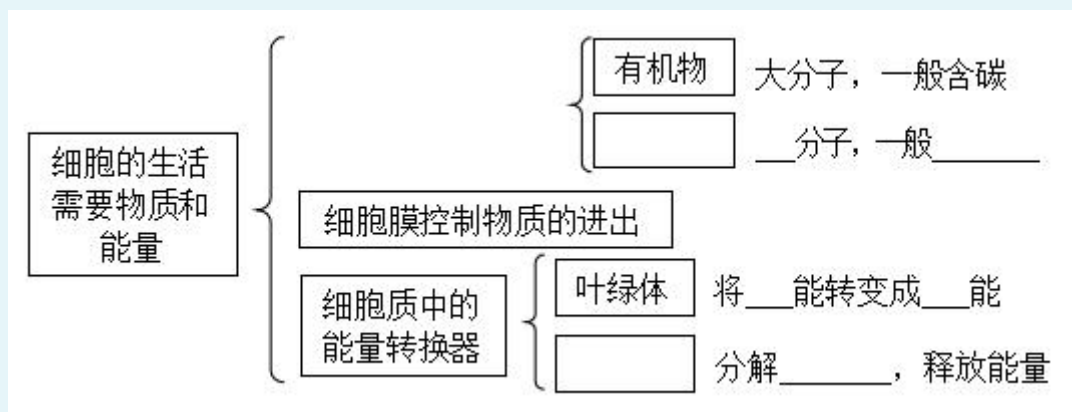 有机物 大分子，一般含碳
___分子，一般______
细胞的生活
需要物质和
能量
细胞膜控制物质的进出
细胞质中的
能量转换器
叶绿体 将___能转变成___能
分解______，释放能量